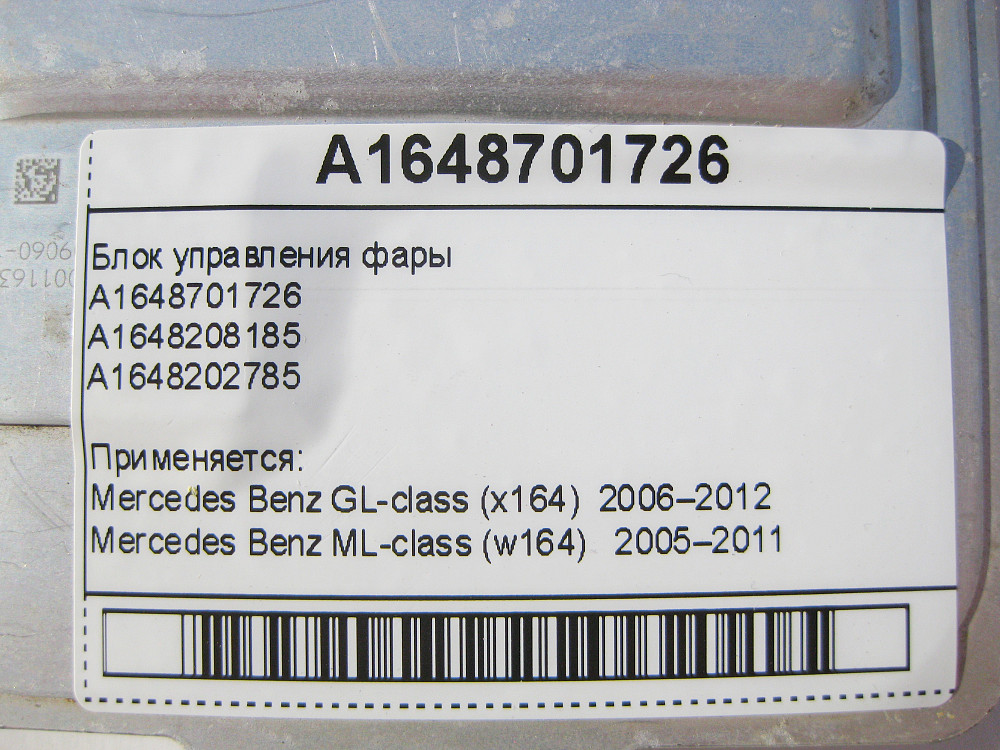 A1648701726
Блок управления фары
A1648701726
A1648208185
A1648202785
Применяется:
Mercedes Benz GL-class (x164) 2006–2012
Mercedes Benz ML-class (w164) 2005–2011